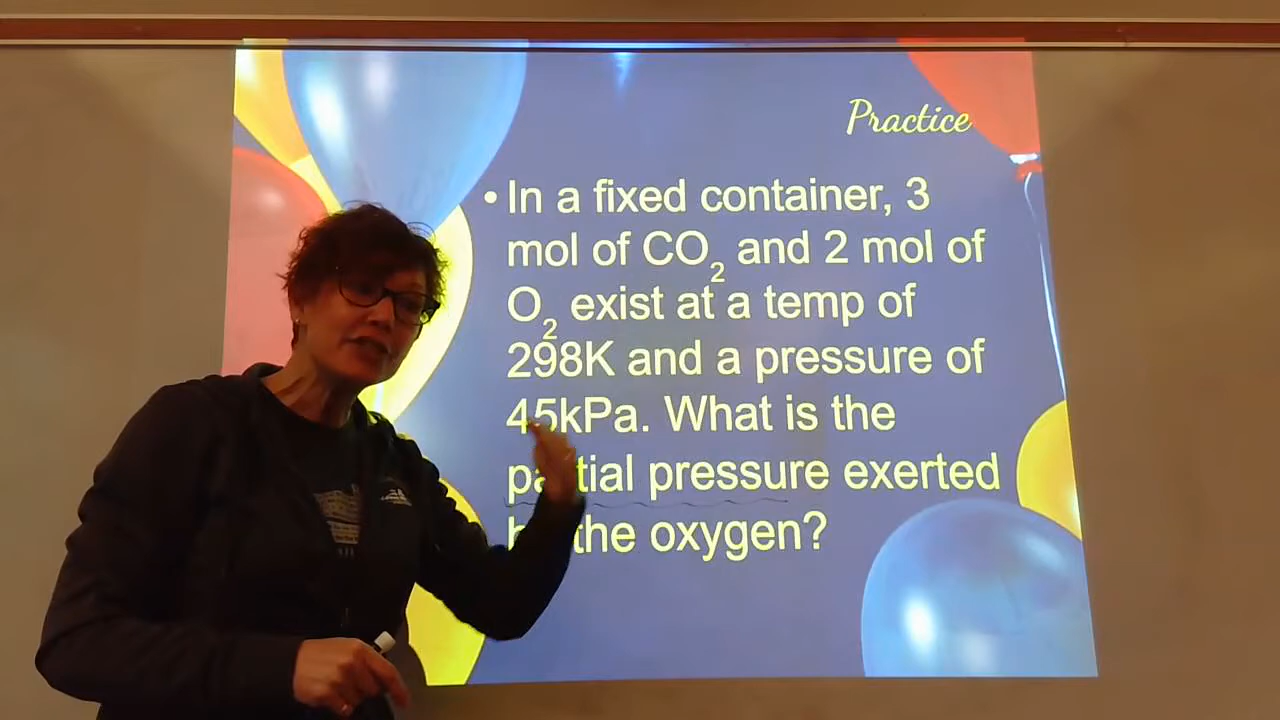 Practice
• In a fixed container, 3
mol of CO₂ and 2 mol of
O₂ exist at a temp of
298K and a pressure of
45kPa. What is the
partial pressure exerted
the oxygen?